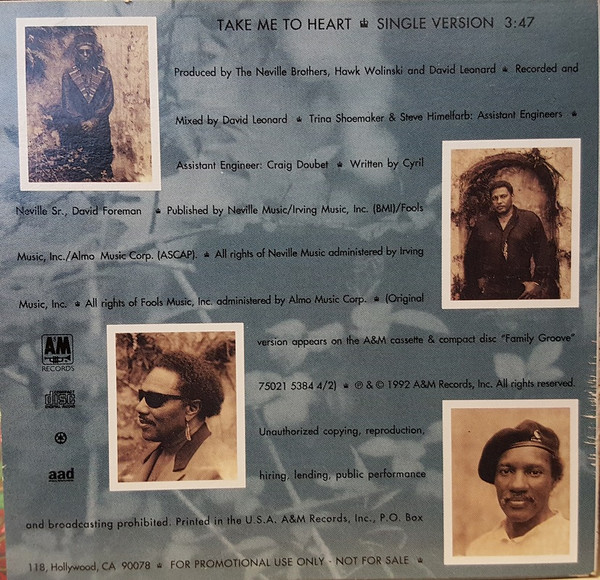 TAKE ME TO HEART ♚ SINGLE VERSION 3:47
Produced by The Neville Brothers, Hawk Wolinski and David Leonard ♚ Recorded and
Mixed by David Leonard ♚ Trina Shoemaker & Steve Himelfarb: Assistant Engineers ♚
Assistant Engineer: Craig Doubet ♚ Written by Cyril
Neville Sr., David Foreman ♚ Published by Neville Music/Irving Music, Inc. (BMI)/Fools
Music, Inc./Almo Music Corp. (ASCAP). ♚ All rights of Neville Music administered by Irving
Music, Inc. ♚ All rights of Fools Music, Inc. administered by Almo Music Corp. ♚ (Original
version appears on the A&M cassette & compact disc "Family Groove"
75021 5384 4/2) ♚ ℗ & © 1992 A&M Records, Inc. All rights reserved.
Unauthorized copying, reproduction,
hiring, lending, public performance
and broadcasting prohibited. Printed in the U.S.A. A&M Records, Inc., P.O. Box
118, Hollywood, CA 90078 ♚ FOR PROMOTIONAL USE ONLY - NOT FOR SALE ♚
A&M
RECORDS
COMPACT
disc
DIGITAL AUDIO
aad